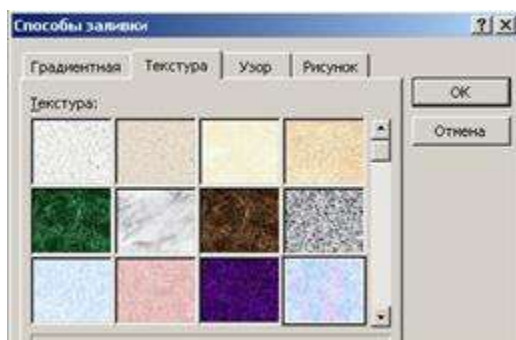 Способы заливки
Градиентная Текстура Узор Рисунок
Текстура:
ОК
Отмена